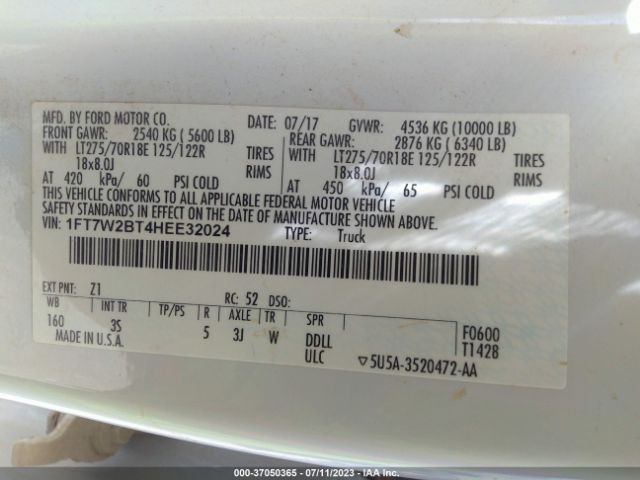 MFD. BY FORD MOTOR CO. DATE: 07/17 GVWR: 4536 KG (10000 LB)
FRONT GAWR: 2540 KG (5600 LB) REAR GAWR: 2876 KG (6340 LB)
WITH LT275/70R18E 125/122R TIRES WITH LT275/70R18E 125/122R TIRES
18x8.0J RIMS 18x8.0J RIMS
AT 420 kPa/ 60 PSI COLD AT 450 kPa/ 65 PSI COLD
THIS VEHICLE CONFORMS TO ALL APPLICABLE FEDERAL MOTOR VEHICLE
SAFETY STANDARDS IN EFFECT ON THE DATE OF MANUFACTURE SHOWN ABOVE.
VIN: 1FT7W2BT4HEE32024 TYPE: Truck
EXT PNT: Z1 RC: 52 DSO:
WB INT TR TP/PS R AXLE TR SPR F0600
160 3S 5 3J W DDLL T1428
MADE IN U.S.A. ULC ▽5U5A-3520472-AA
000-37050365 - 07/11/2023 - IAA Inc.